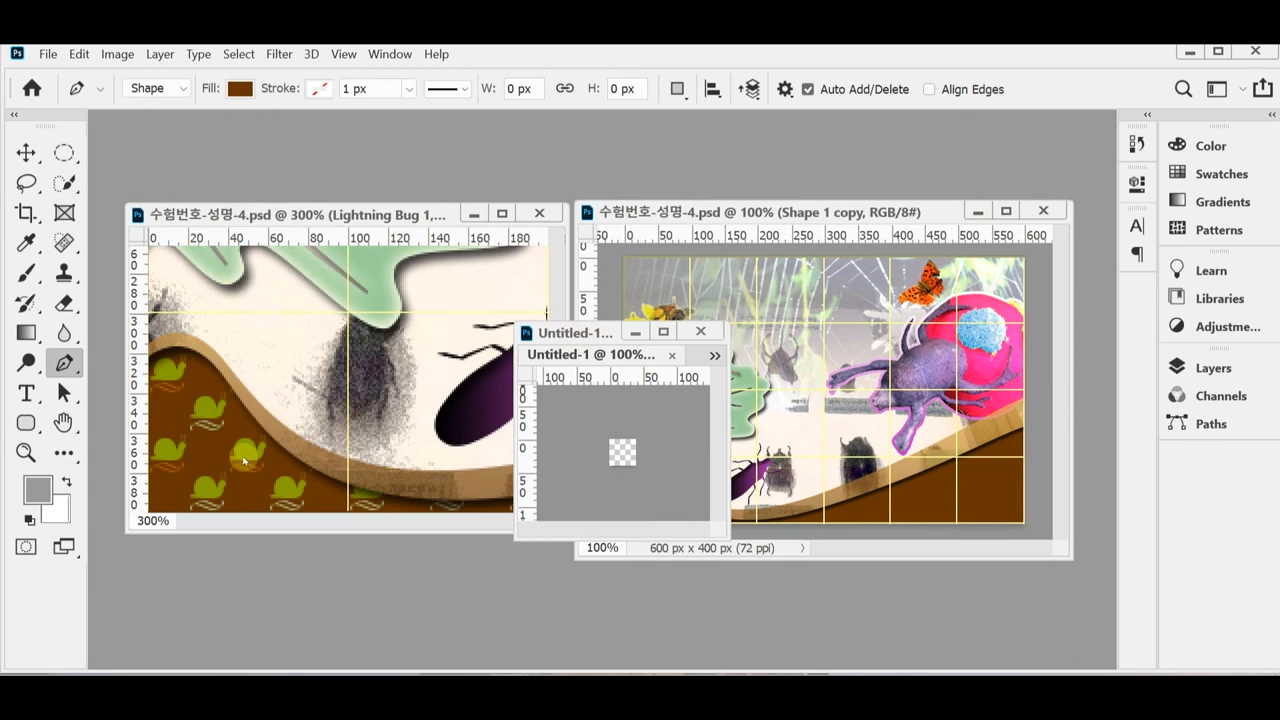 Ps File Edit Image Layer Type Select Filter 3D View Window Help
Shape Fill: Stroke: 1 px W: 0 px H: 0 px Auto Add/Delete Align Edges
Ps 수험번호-성명-4.psd @ 300% (Lightning Bug 1,...
0 20 40 60 80 100 120 140 160 180
300%
Ps 수험번호-성명-4.psd @ 100% (Shape 1 copy, RGB/8#)
50 0 50 100 150 200 250 300 350 400 450 500 550 600
100% 600 px x 400 px (72 ppi)
Ps Untitled-1...
Untitled-1 @ 100%... ×
100 50 0 50 100
Color
Swatches
Gradients
Patterns
Learn
Libraries
Adjustme...
Layers
Channels
Paths